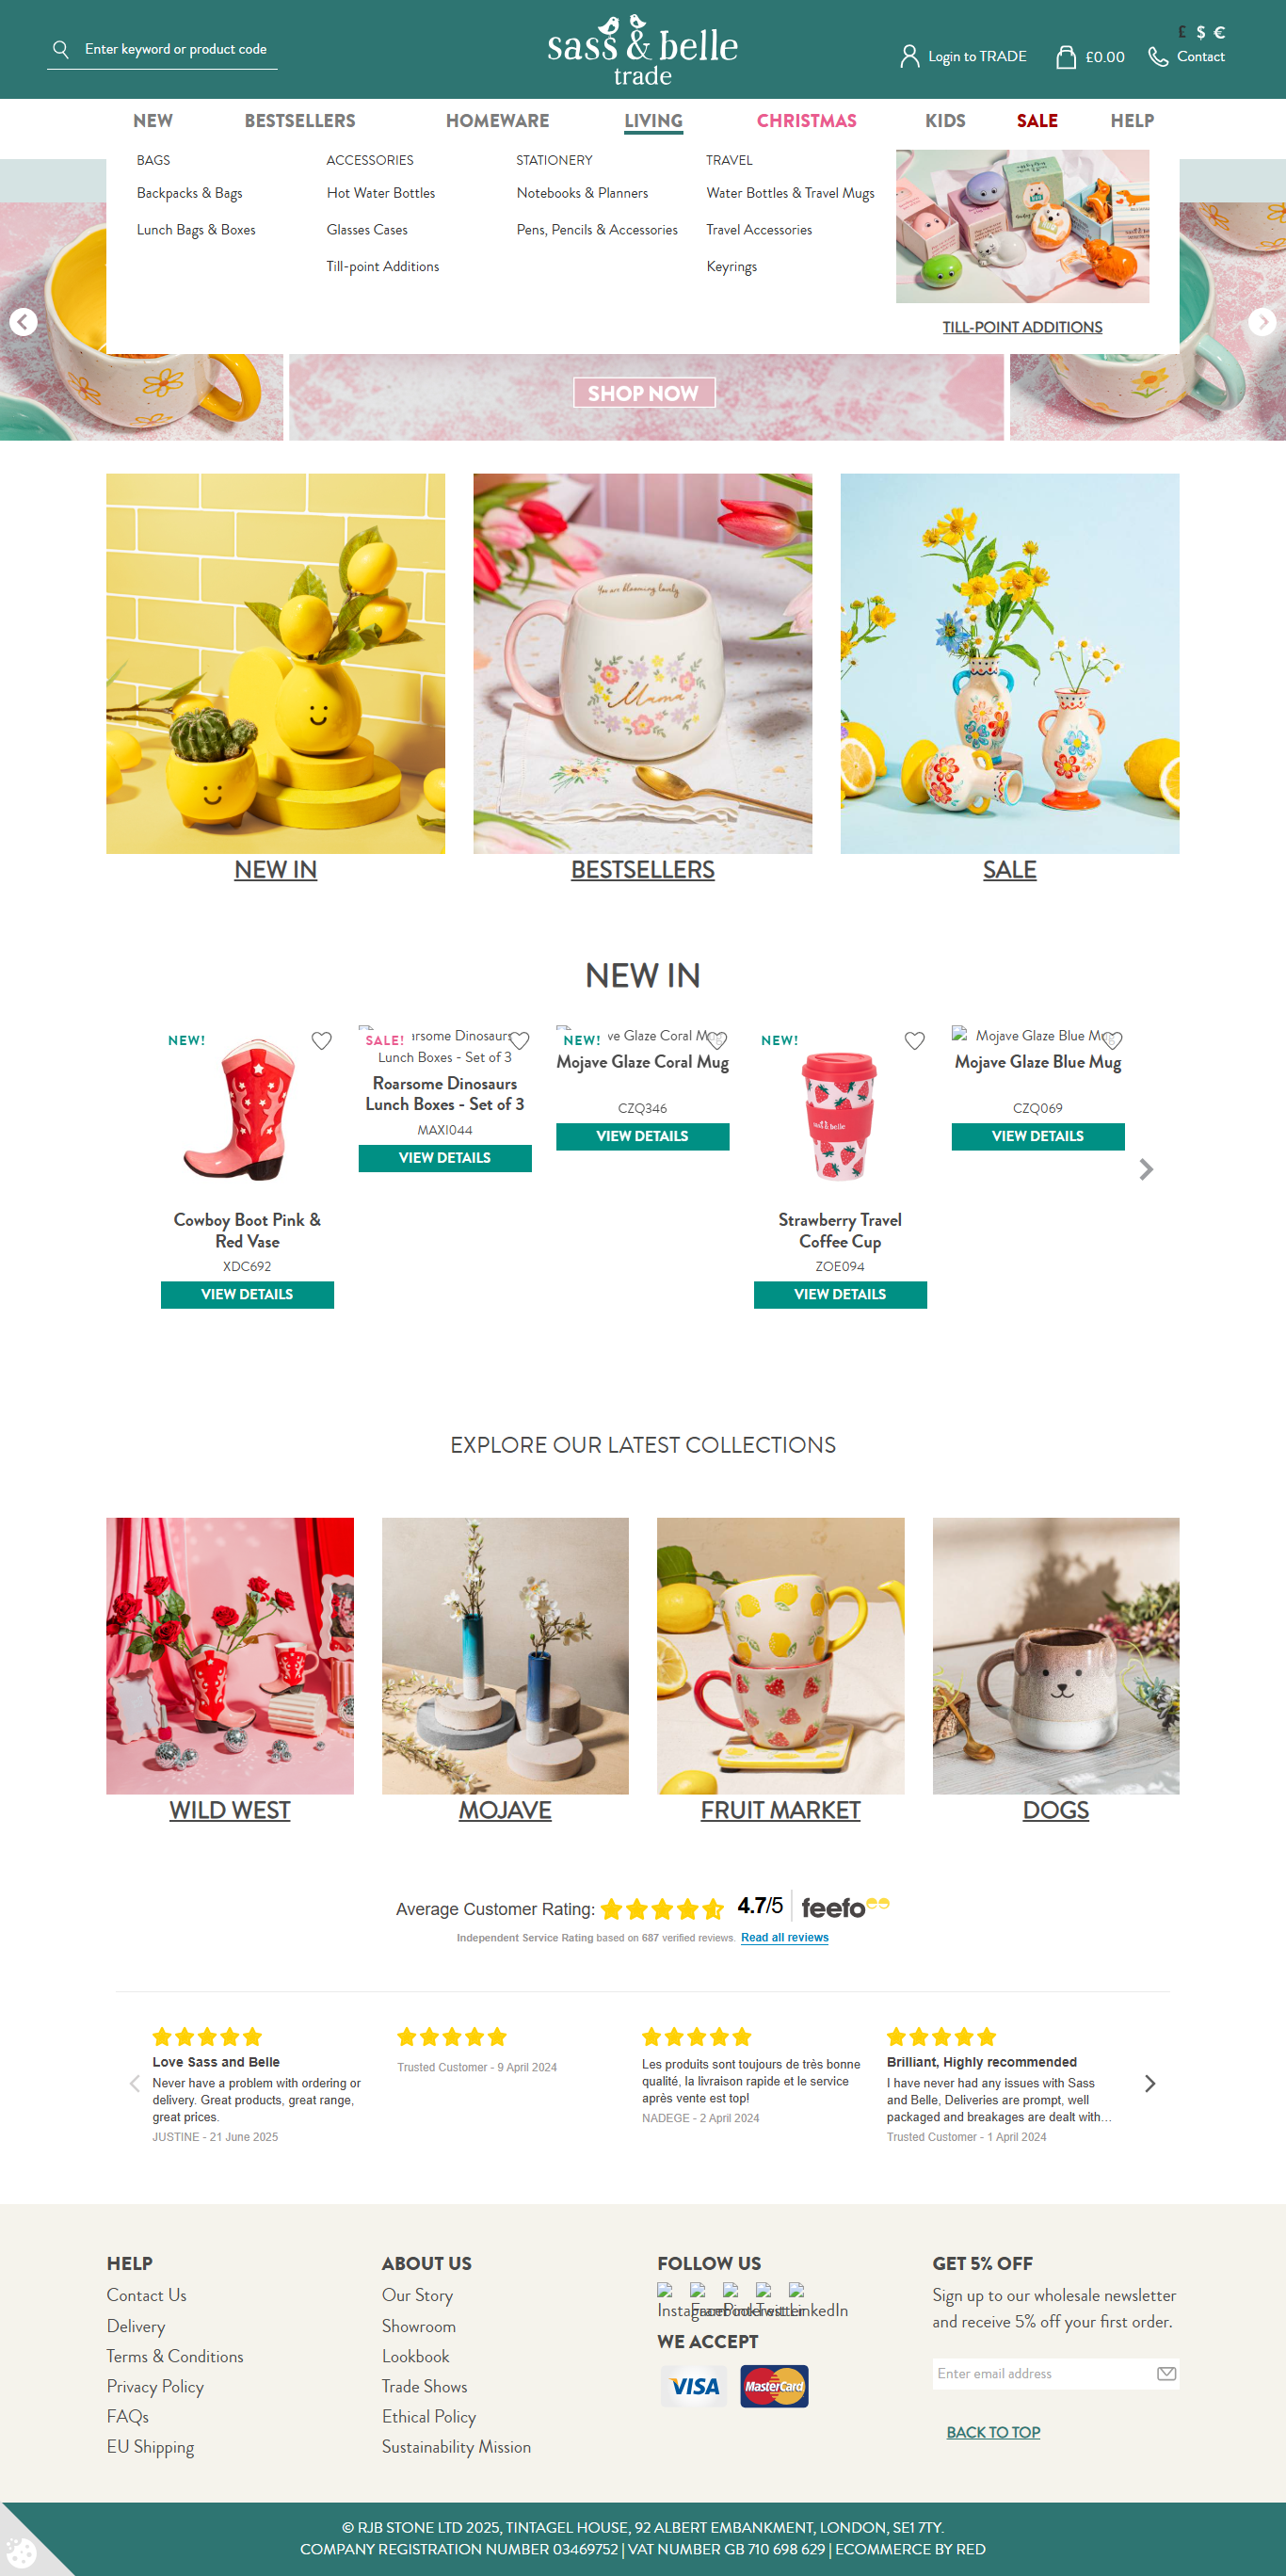 Enter keyword or product code
sass & belle
trade
£ $ €
Login to TRADE
£0.00
Contact
NEW
BESTSELLERS
HOMEWARE
LIVING
CHRISTMAS
KIDS
SALE
HELP
BAGS
Backpacks & Bags
Lunch Bags & Boxes
ACCESSORIES
Hot Water Bottles
Glasses Cases
Till-point Additions
STATIONERY
Notebooks & Planners
Pens, Pencils & Accessories
TRAVEL
Water Bottles & Travel Mugs
Travel Accessories
Keyrings
TILL-POINT ADDITIONS
SHOP NOW
You are blooming lovely
Mama
NEW IN
BESTSELLERS
SALE
NEW IN
NEW!
Cowboy Boot Pink &
Red Vase
XDC692
VIEW DETAILS
SALE!
arsome Dinosaurs
Lunch Boxes - Set of 3
Roarsome Dinosaurs
Lunch Boxes - Set of 3
MAXI044
VIEW DETAILS
NEW!
ve Glaze Coral Mug
Mojave Glaze Coral Mug
CZQ346
VIEW DETAILS
NEW!
sass & belle
Strawberry Travel
Coffee Cup
ZOE094
VIEW DETAILS
Mojave Glaze Blue Mug
Mojave Glaze Blue Mug
CZQ069
VIEW DETAILS
EXPLORE OUR LATEST COLLECTIONS
WILD WEST
MOJAVE
FRUIT MARKET
DOGS
Average Customer Rating:
4.7/5
feefo
Independent Service Rating based on 687 verified reviews. Read all reviews
Love Sass and Belle
Never have a problem with ordering or
delivery. Great products, great range,
great prices.
JUSTINE - 21 June 2025
Trusted Customer - 9 April 2024
Les produits sont toujours de très bonne
qualité, la livraison rapide et le service
après vente est top!
NADEGE - 2 April 2024
Brilliant, Highly recommended
I have never had any issues with Sass
and Belle, Deliveries are prompt, well
packaged and breakages are dealt with...
Trusted Customer - 1 April 2024
HELP
Contact Us
Delivery
Terms & Conditions
Privacy Policy
FAQs
EU Shipping
ABOUT US
Our Story
Showroom
Lookbook
Trade Shows
Ethical Policy
Sustainability Mission
FOLLOW US
Instagram Facebook Pinterest Twitter LinkedIn
WE ACCEPT
VISA
MasterCard
GET 5% OFF
Sign up to our wholesale newsletter
and receive 5% off your first order.
Enter email address
BACK TO TOP
© RJB STONE LTD 2025, TINTAGEL HOUSE, 92 ALBERT EMBANKMENT, LONDON, SE1 7TY.
COMPANY REGISTRATION NUMBER 03469752 | VAT NUMBER GB 710 698 629 | ECOMMERCE BY RED